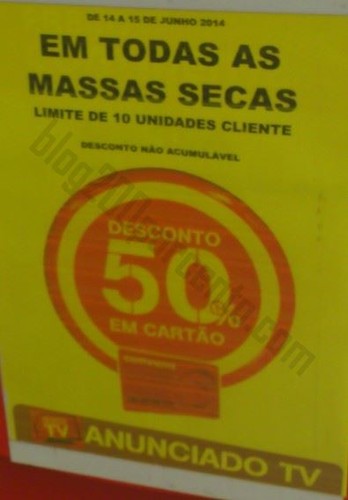 DE 14 A 15 DE JUNHO 2014
EM TODAS AS
MASSAS SECAS
LIMITE DE 10 UNIDADES CLIENTE
DESCONTO NÃO ACUMULÁVEL
DESCONTO
50%
EM CARTÃO
TV ANUNCIADO TV